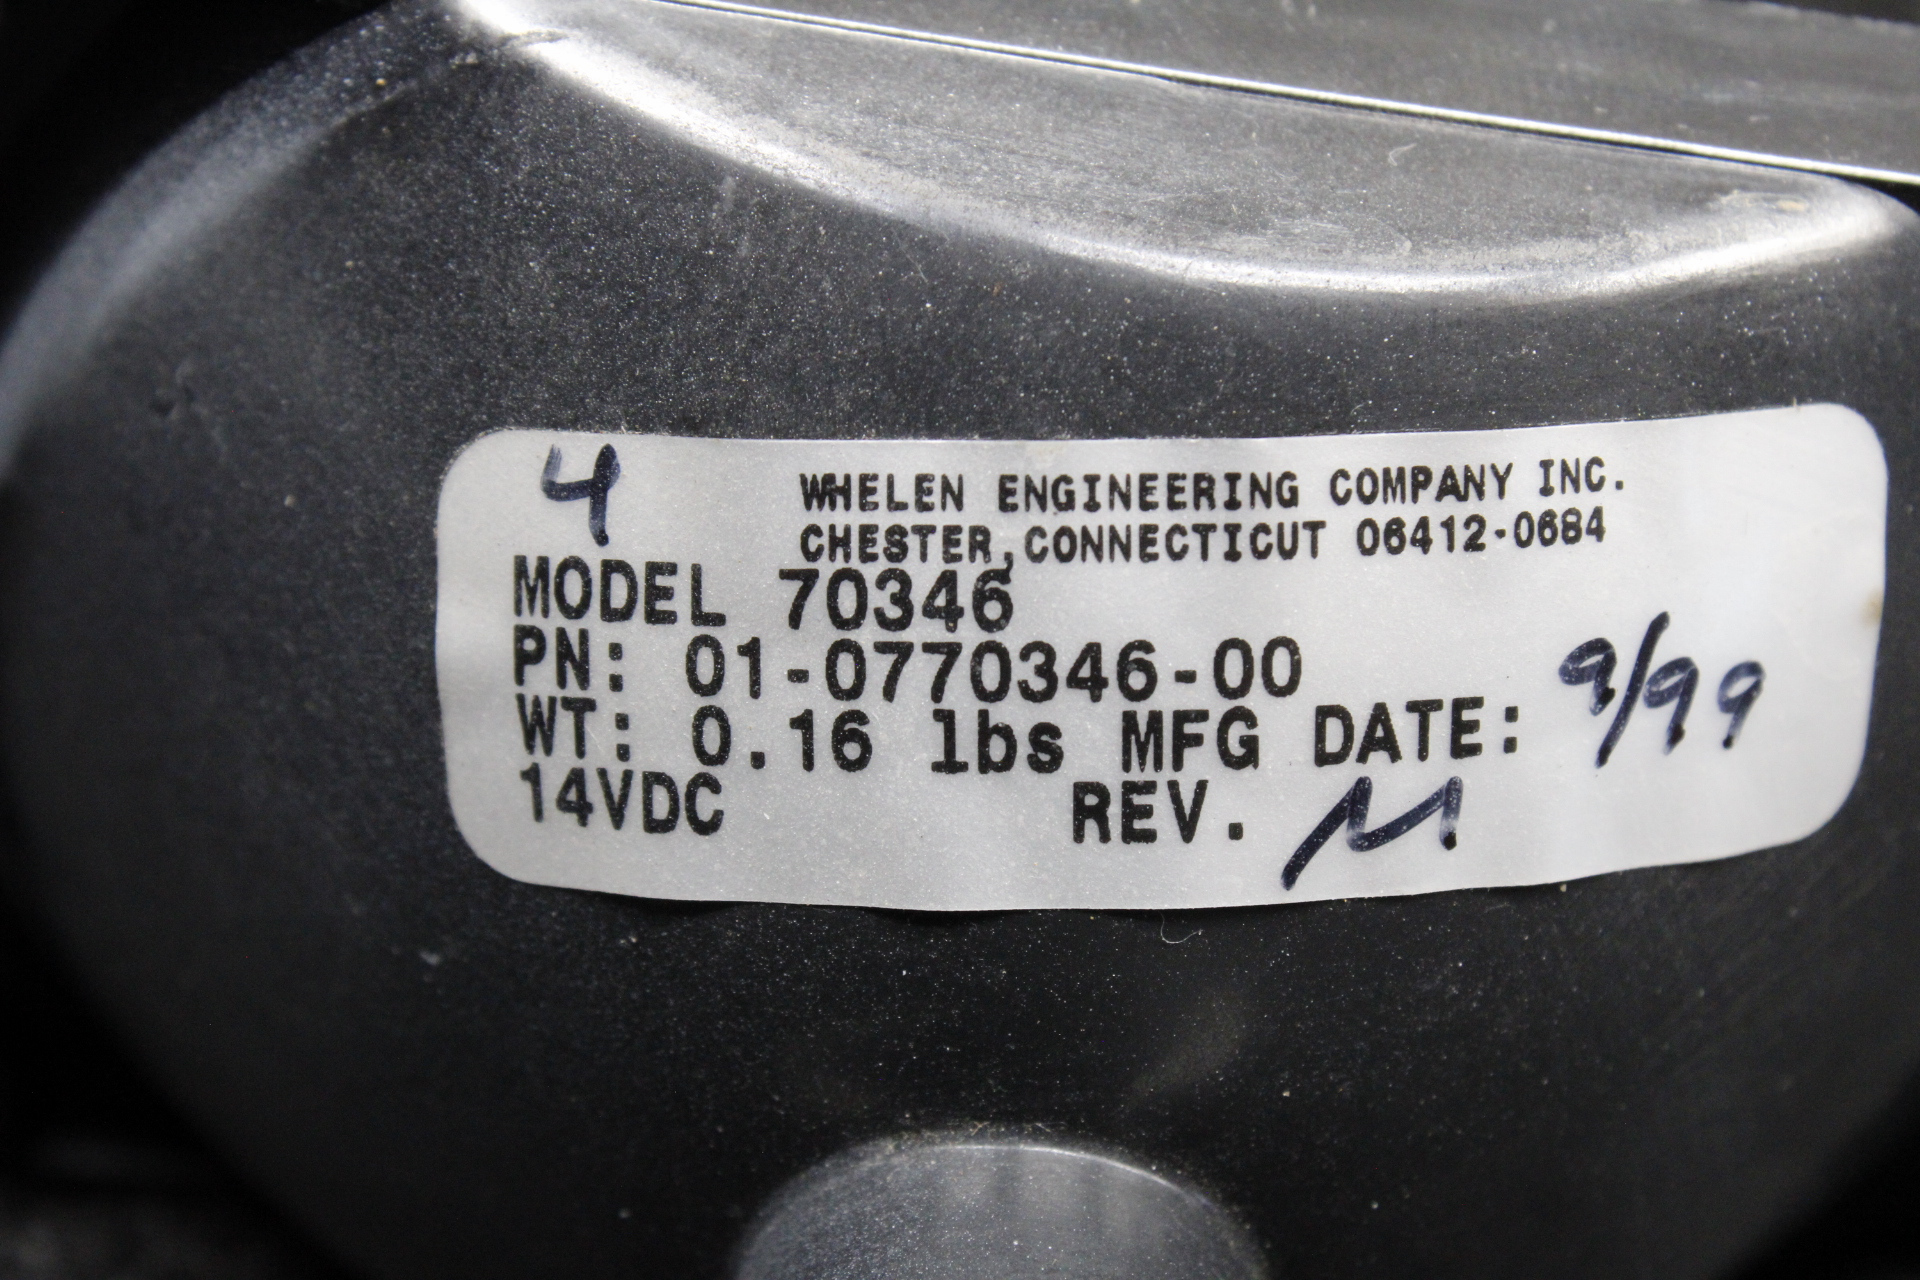 4 WHELEN ENGINEERING COMPANY INC.
CHESTER, CONNECTICUT 06412-0684
MODEL 70346
PN: 01-0770346-00
WT: 0.16 lbs MFG DATE: 9/99
14VDC REV. M